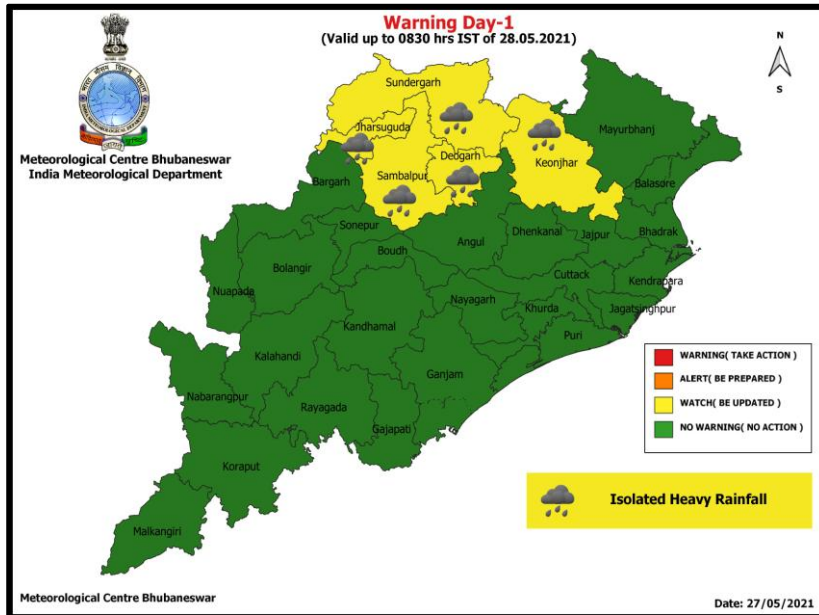 Warning Day-1
(Valid up to 0830 hrs IST of 28.05.2021)
N
S
Meteorological Centre Bhubaneswar
India Meteorological Department
Sundergarh
Jharsuguda
Deogarh
Sambalpur
Keonjhar
Mayurbhanj
Bargarh
Balasore
Sonepur
Boudh
Angul
Dhenkanal
Jajpur
Bhadrak
Bolangir
Nuapada
Cuttack
Kendrapara
Nayagarh
Khurda
Jagatsinghpur
Kandhamal
Puri
Kalahandi
Ganjam
Nabarangpur
Rayagada
Gajapati
Koraput
Malkangiri
WARNING( TAKE ACTION )
ALERT( BE PREPARED )
WATCH( BE UPDATED )
NO WARNING( NO ACTION )
Isolated Heavy Rainfall
Meteorological Centre Bhubaneswar
Date: 27/05/2021